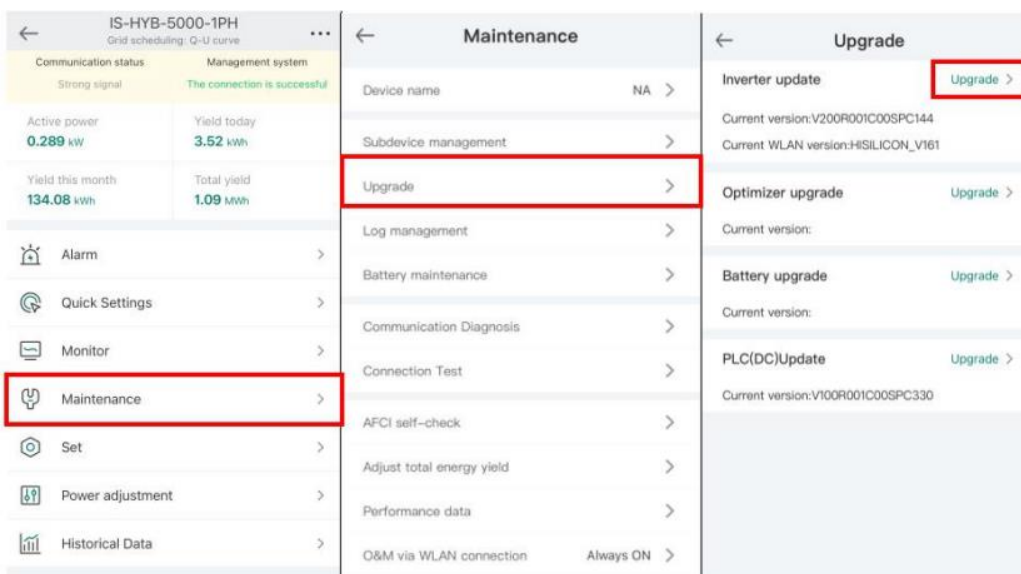 IS-HYB-5000-1PH
Grid scheduling: Q-U curve
Communication status
Management system
Strong signal
The connection is successful
Active power
Yield today
0.289 kW
3.52 kWh
Yield this month
Total yield
134.08 kWh
1.09 MWh
Alarm
Quick Settings
Monitor
Maintenance
Set
Power adjustment
Historical Data
Maintenance
Device name NA
Subdevice management
Upgrade
Log management
Battery maintenance
Communication Diagnosis
Connection Test
AFCI self-check
Adjust total energy yield
Performance data
O&M via WLAN connection Always ON
Upgrade
Inverter update Upgrade
Current version:V200R001C00SPC144
Current WLAN version:HISILICON_V161
Optimizer upgrade Upgrade
Current version:
Battery upgrade Upgrade
Current version:
PLC(DC)Update Upgrade
Current version:V100R001C00SPC330